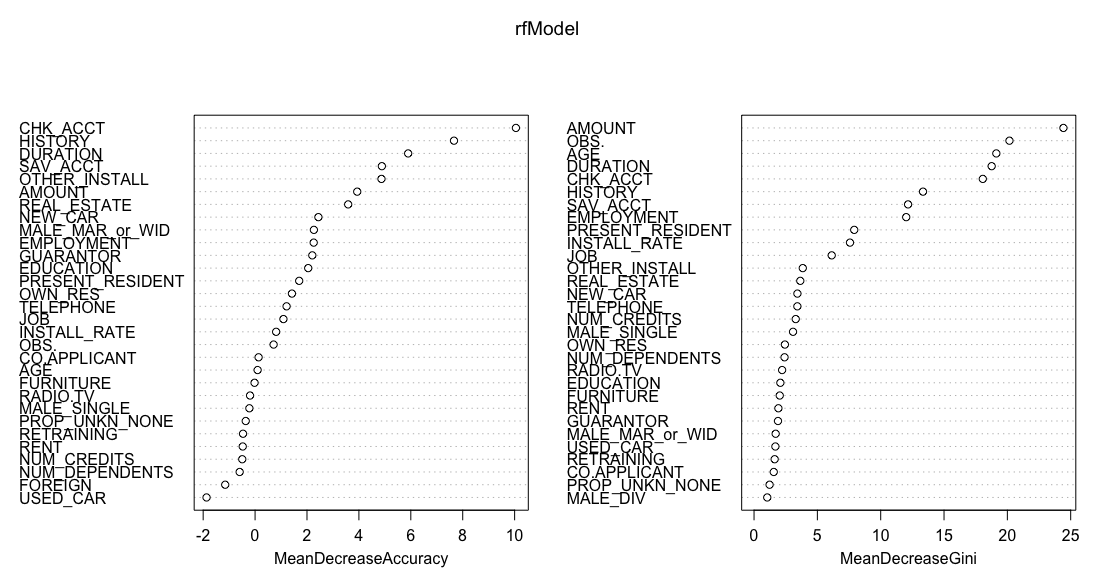 rfModel
CHK_ACCT
HISTORY
DURATION
SAV_ACCT
OTHER_INSTALL
AMOUNT
REAL_ESTATE
NEW_CAR
MALE_MAR_or_WID
EMPLOYMENT
GUARANTOR
EDUCATION
PRESENT_RESIDENT
OWN_RES
TELEPHONE
JOB
INSTALL_RATE
OBS.
CO.APPLICANT
AGE
FURNITURE
RADIO.TV
MALE_SINGLE
PROP_UNKN_NONE
RETRAINING
RENT
NUM_CREDITS
NUM_DEPENDENTS
FOREIGN
USED_CAR
-2 0 2 4 6 8 10
MeanDecreaseAccuracy
AMOUNT
OBS.
AGE
DURATION
CHK_ACCT
HISTORY
SAV_ACCT
EMPLOYMENT
PRESENT_RESIDENT
INSTALL_RATE
JOB
OTHER_INSTALL
REAL_ESTATE
NEW_CAR
TELEPHONE
NUM_CREDITS
MALE_SINGLE
OWN_RES
NUM_DEPENDENTS
RADIO.TV
EDUCATION
FURNITURE
RENT
GUARANTOR
MALE_MAR_or_WID
USED_CAR
RETRAINING
CO.APPLICANT
PROP_UNKN_NONE
MALE_DIV
0 5 10 15 20 25
MeanDecreaseGini